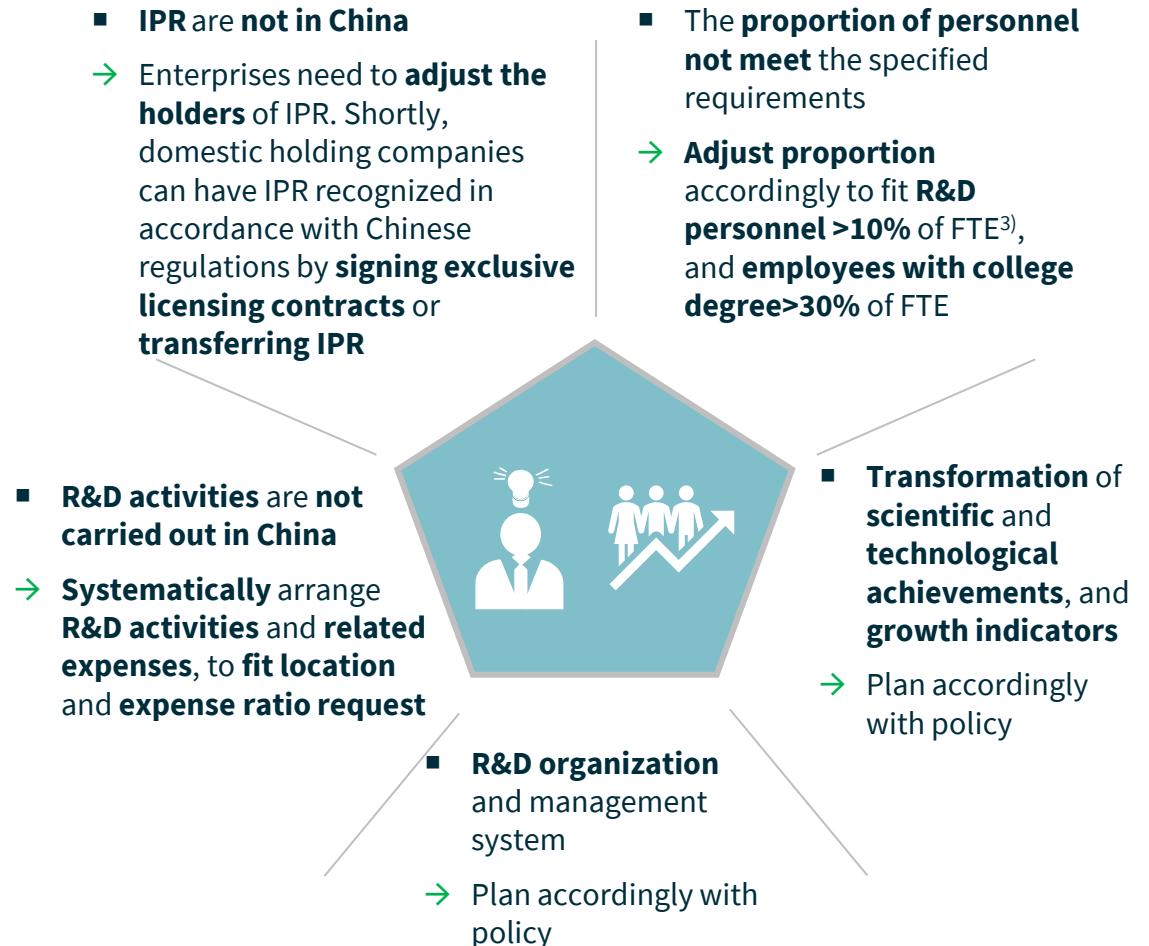 ■ IPR are not in China
→ Enterprises need to adjust the
holders of IPR. Shortly,
domestic holding companies
can have IPR recognized in
accordance with Chinese
regulations by signing exclusive
licensing contracts or
transferring IPR
■ The proportion of personnel
not meet the specified
requirements
→ Adjust proportion
accordingly to fit R&D
personnel >10% of FTE3),
and employees with college
degree>30% of FTE
■ R&D activities are not
carried out in China
→ Systematically arrange
R&D activities and related
expenses, to fit location
and expense ratio request
■ Transformation of
scientific and
technological
achievements, and
growth indicators
→ Plan accordingly
with policy
■ R&D organization
and management
system
→ Plan accordingly with
policy